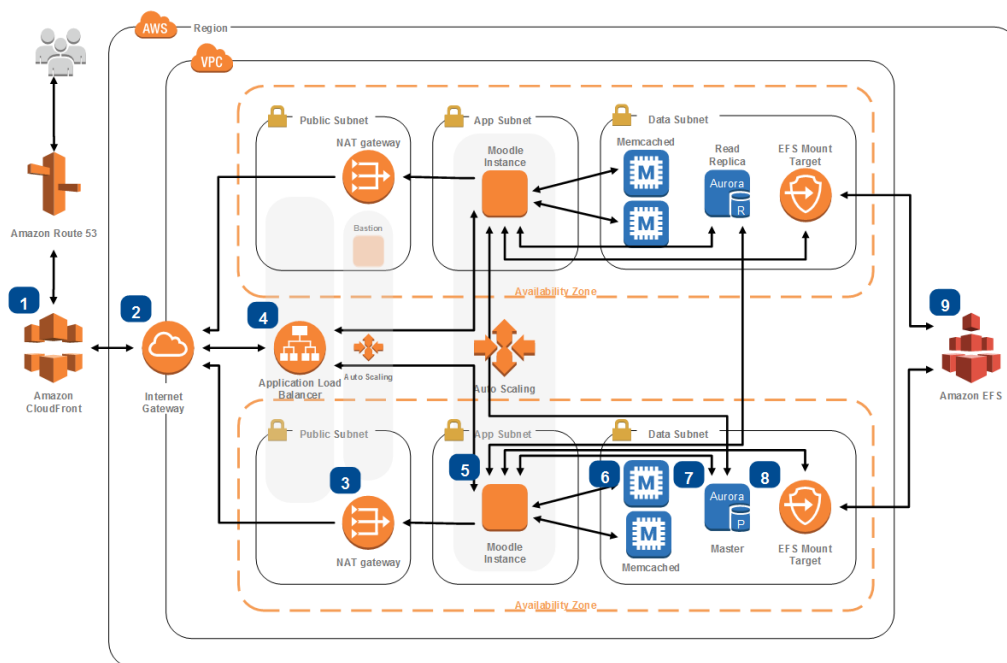 AWS
Region
VPC
Public Subnet
App Subnet
Data Subnet
NAT gateway
Moodle
Instance
Memcached
M
M
Read
Replica
Aurora
R
EFS Mount
Target
Amazon Route 53
Bastion
Availability Zone
1
2
4
9
Amazon
CloudFront
Internet
Gateway
Application Load
Balancer
Auto Scaling
Auto Scaling
Amazon EFS
Public Subnet
App Subnet
Data Subnet
3
5
6
7
8
NAT gateway
Moodle
Instance
M
M
Memcached
Aurora
P
Master
EFS Mount
Target
Availability Zone